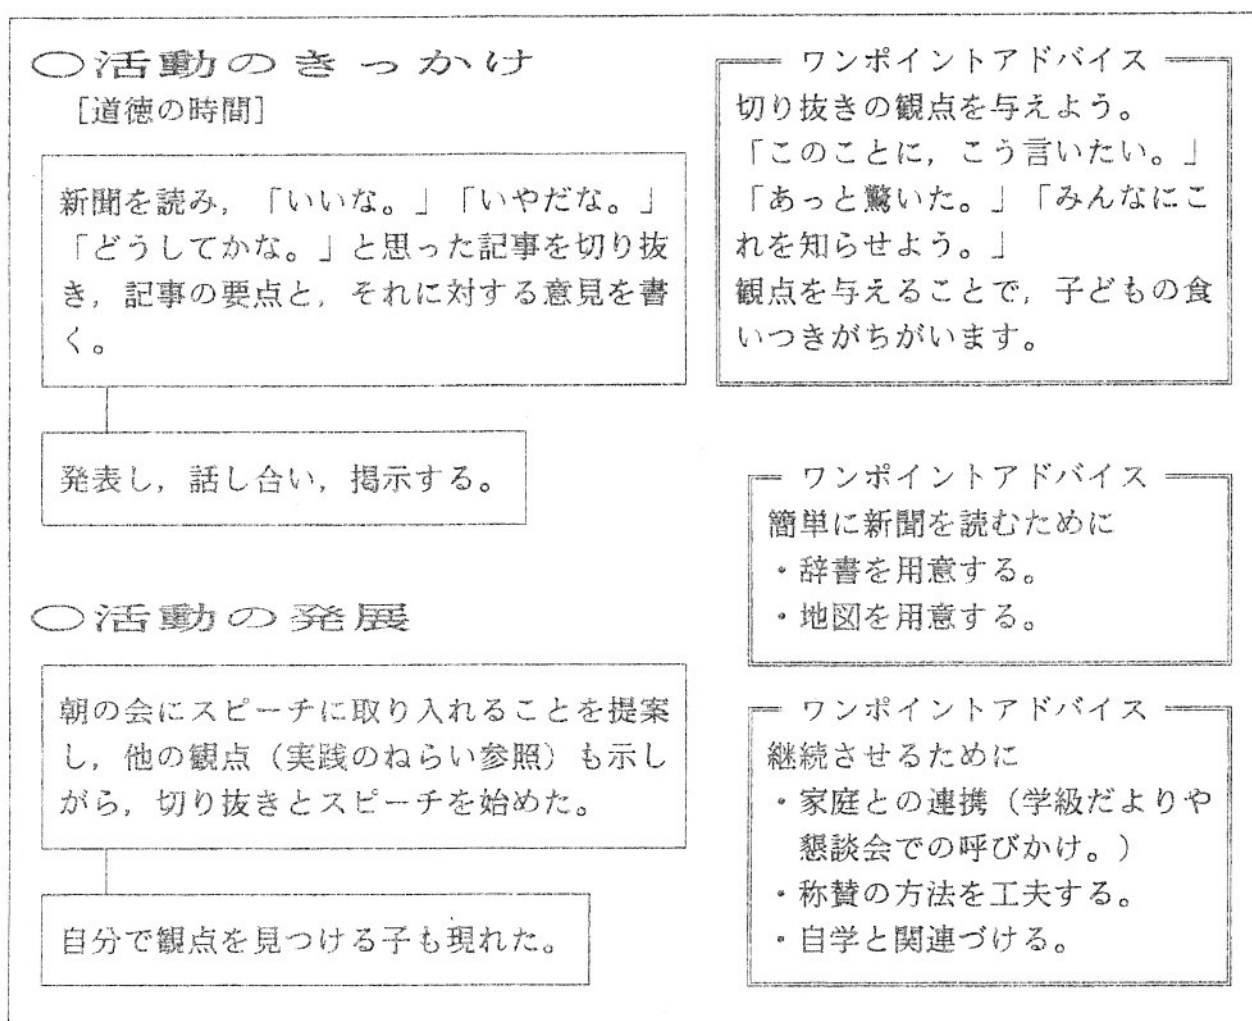 ○活動のきっかけ
[道徳の時間]
新聞を読み，「いいな。」「いやだな。」
「どうしてかな。」と思った記事を切り抜
き，記事の要点と，それに対する意見を書
く。
発表し，話し合い，掲示する。
○活動の発展
朝の会にスピーチに取り入れることを提案
し，他の観点（実践のねらい参照）も示し
がら，切り抜きとスピーチを始めた。
自分で観点を見つける子も現れた。
ワンポイントアドバイス
切り抜きの観点を与えよう。
「このことに，こう言いたい。」
「あっと驚いた。」「みんなにこ
れを知らせよう。」
観点を与えることで，子どもの食
いつきがちがいます。
ワンポイントアドバイス
簡単に新聞を読むために
・辞書を用意する。
・地図を用意する。
ワンポイントアドバイス
継続させるために
・家庭との連携（学級だよりや
懇談会での呼びかけ。）
・称賛の方法を工夫する。
・自学と関連づける。